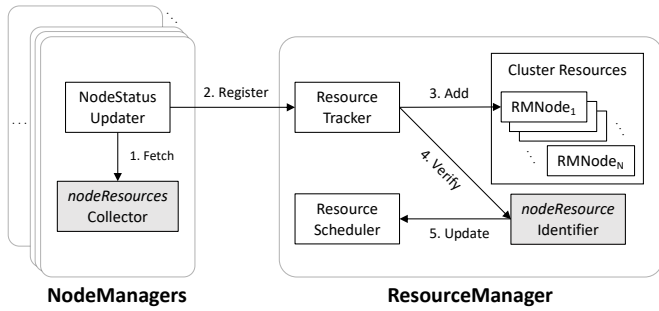 NodeStatus
Updater
1. Fetch
nodeResources
Collector
...
NodeManagers
2. Register
Resource
Tracker
3. Add
Cluster Resources
RMNode1
...
RMNodeN
4. Verify
nodeResource
Identifier
5. Update
Resource
Scheduler
ResourceManager